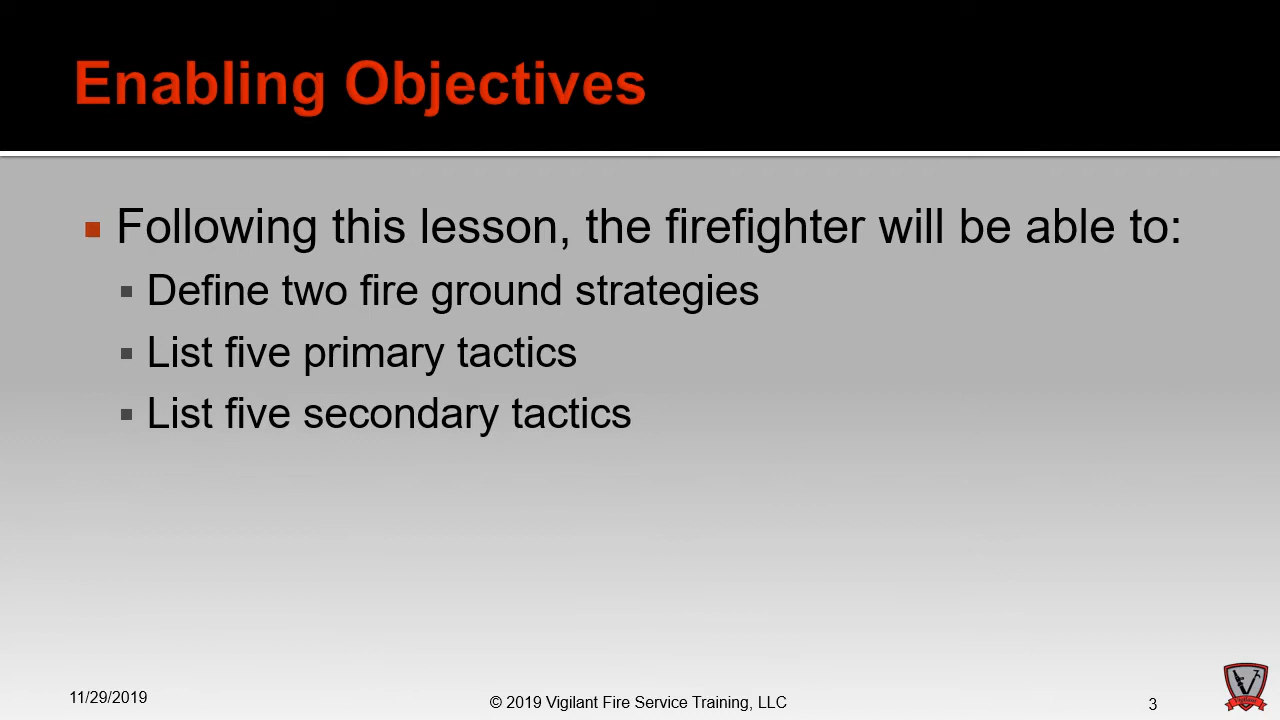 Enabling Objectives
Following this lesson, the firefighter will be able to:
Define two fire ground strategies
List five primary tactics
List five secondary tactics
11/29/2019
© 2019 Vigilant Fire Service Training, LLC
3
Vigilant